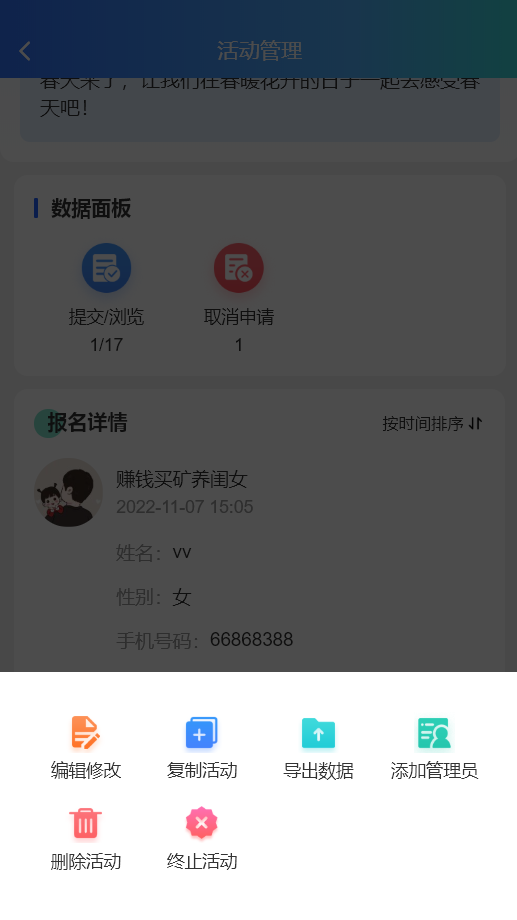 活动管理
春天来了，让我们在春暖花开的日子一起去感受春
天吧！
数据面板
提交/浏览
取消申请
1/17
1
报名详情
按时间排序
赚钱买矿养闺女
2022-11-07 15:05
姓名：vv
性别：女
手机号码：66868388
编辑修改
复制活动
导出数据
添加管理员
删除活动
终止活动